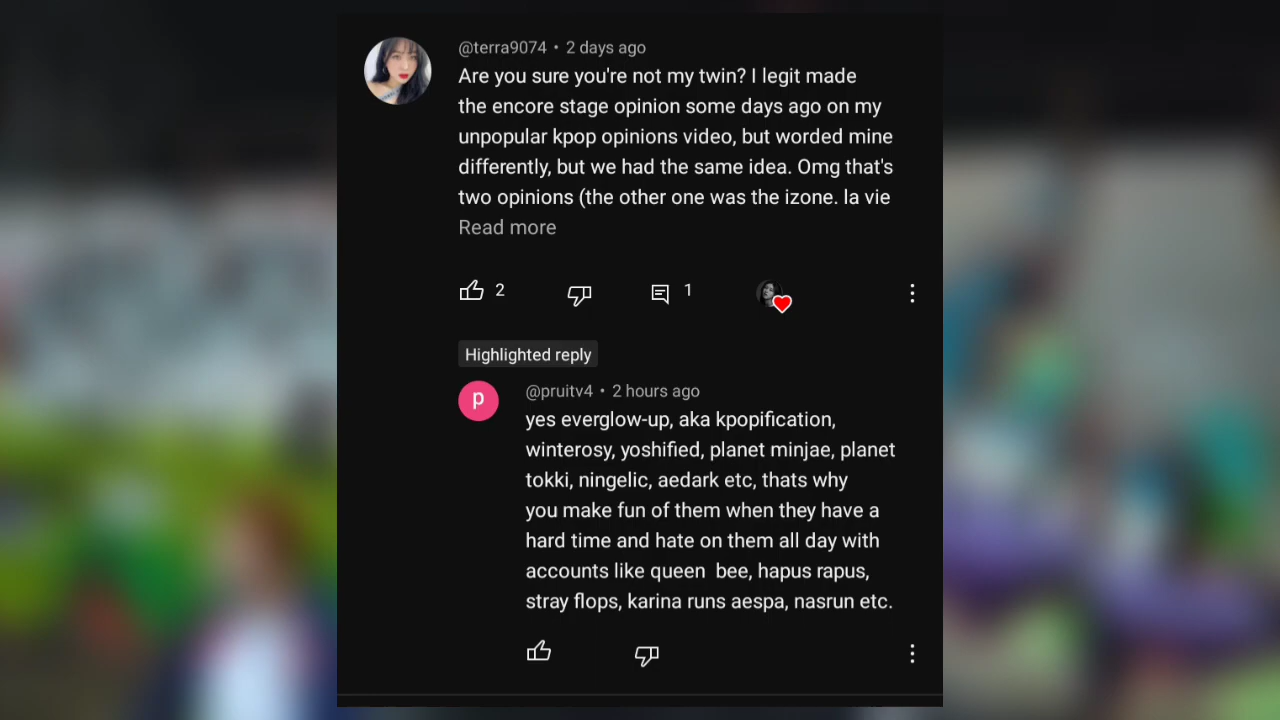 @terra9074 • 2 days ago
Are you sure you're not my twin? I legit made
the encore stage opinion some days ago on my
unpopular kpop opinions video, but worded mine
differently, but we had the same idea. Omg that's
two opinions (the other one was the izone. la vie
Read more
2
1
Highlighted reply
p
@pruitv4 • 2 hours ago
yes everglow-up, aka kpopification,
winterosy, yoshified, planet minjae, planet
tokki, ningelic, aedark etc, thats why
you make fun of them when they have a
hard time and hate on them all day with
accounts like queen  bee, hapus rapus,
stray flops, karina runs aespa, nasrun etc.